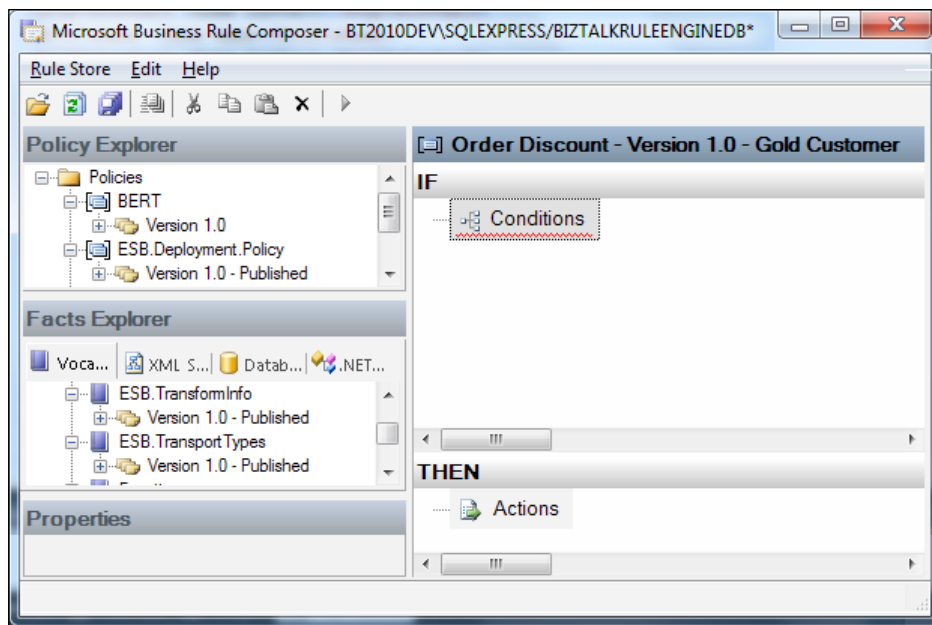 Microsoft Business Rule Composer - BT2010DEV\SQLEXPRESS/BIZTALKRULEENGINEDB*
Rule Store Edit Help
Policy Explorer
Policies
BERT
Version 1.0
ESB.Deployment.Policy
Version 1.0 - Published
Facts Explorer
Voca... XML S... Datab... .NET...
ESB.TransformInfo
Version 1.0 - Published
ESB.TransportTypes
Version 1.0 - Published
Properties
Order Discount - Version 1.0 - Gold Customer
IF
Conditions
THEN
Actions